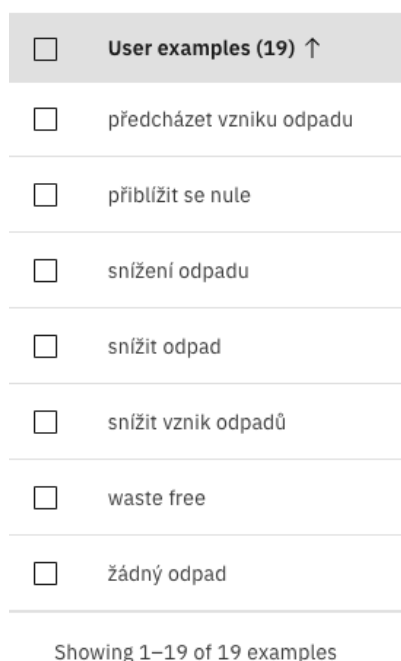 User examples (19) ↑
předcházet vzniku odpadu
přiblížit se nule
snížení odpadu
snížit odpad
snížit vznik odpadů
waste free
žádný odpad
Showing 1–19 of 19 examples